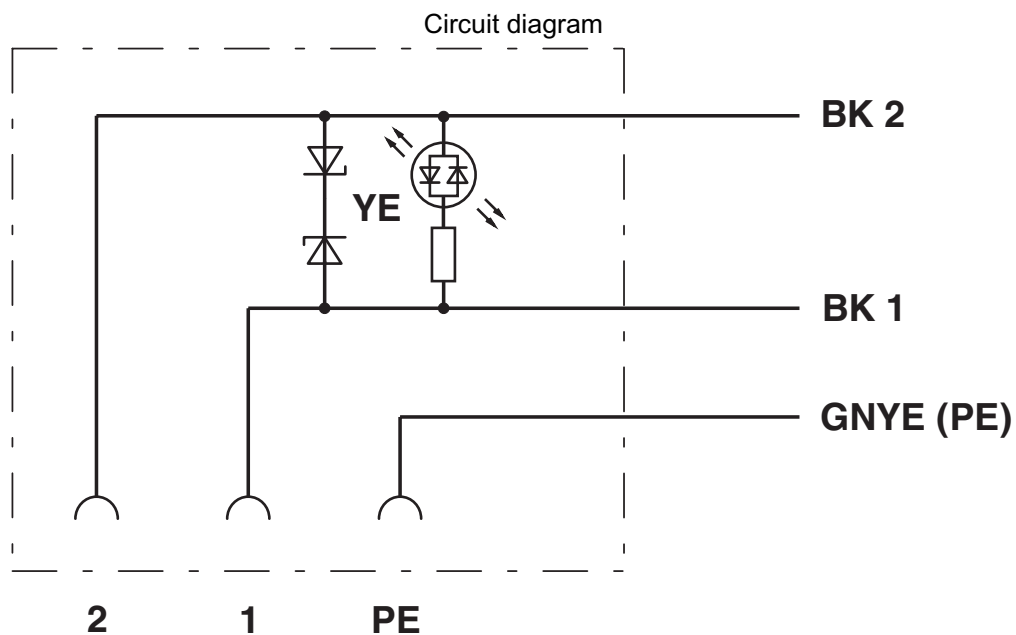 Circuit diagram
BK 2
YE
BK 1
GNYE (PE)
2 1 PE